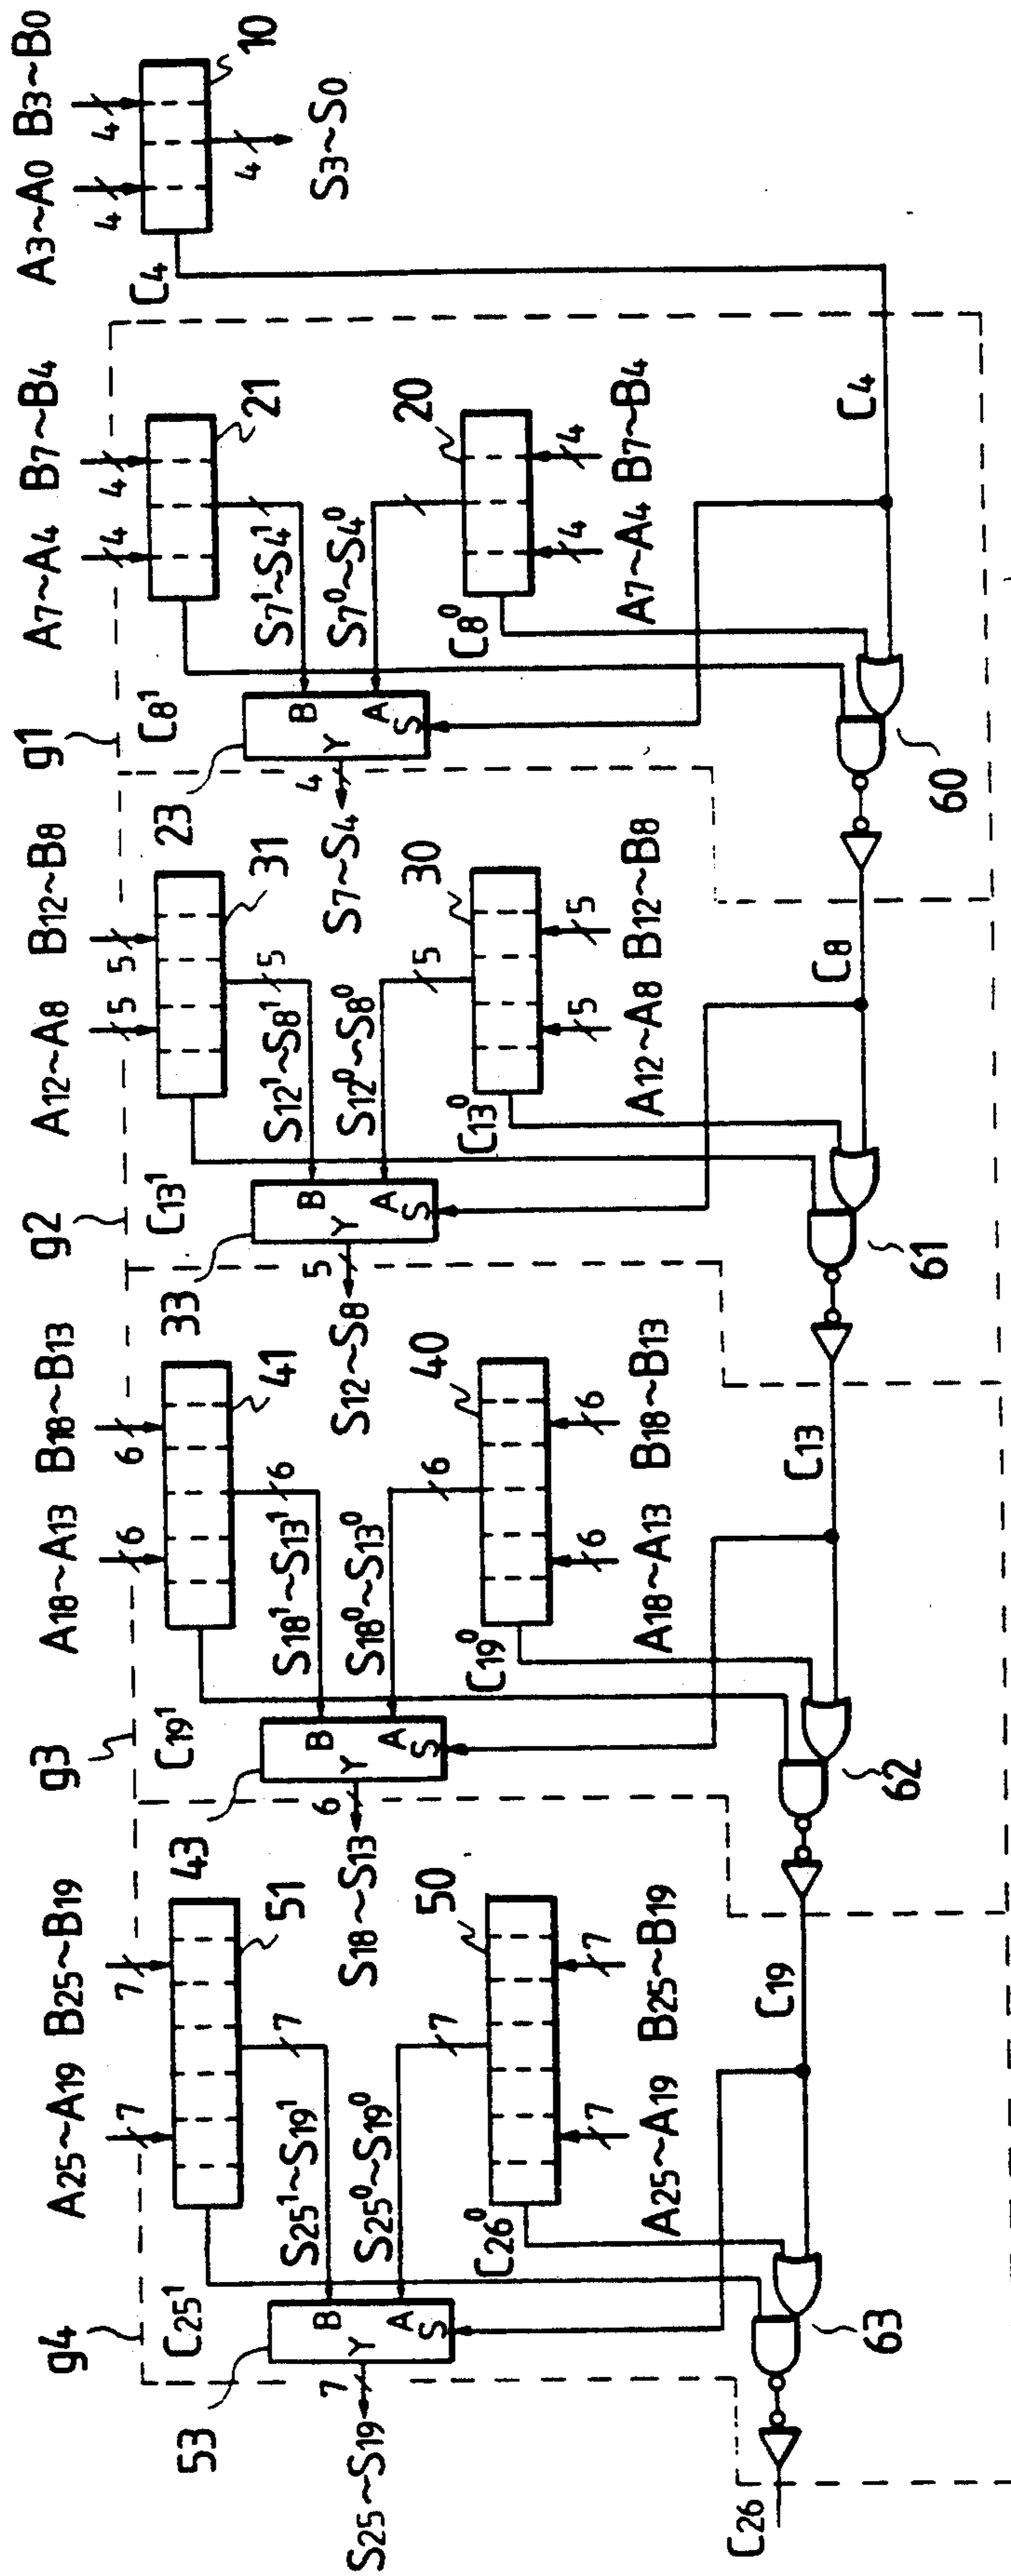 A3~A0 B3~B0
4
4
10
4
S3~S0
C4
A7~A4 B7~B4
4
4
21
g1
C8¹
S7¹~S4¹
S7⁰~S4⁰
20
4
4
A7~A4 B7~B4
C8⁰
C4
B
A
S
Y
23
4
S7~S4
60
A12~A8 B12~B8
5
5
31
g2
C13¹
5
S12¹~S8¹
5
S12⁰~S8⁰
30
5
5
A12~A8 B12~B8
C13⁰
C8
B
A
S
Y
33
5
S12~S8
61
A18~A13 B18~B13
6
6
41
g3
C19¹
6
S18¹~S13¹
6
S18⁰~S13⁰
40
6
6
A18~A13 B18~B13
C19⁰
C13
B
A
S
Y
43
6
S18~S13
62
A25~A19 B25~B19
7
7
51
g4
C25¹
7
S25¹~S19¹
7
S25⁰~S19⁰
50
7
7
A25~A19 B25~B19
C26⁰
C19
B
A
S
Y
53
7
S25~S19
63
C26